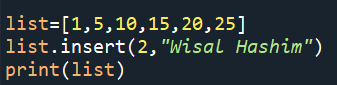 list=[1,5,10,15,20,25]
list.insert(2,"Wisal Hashim")
print(list)